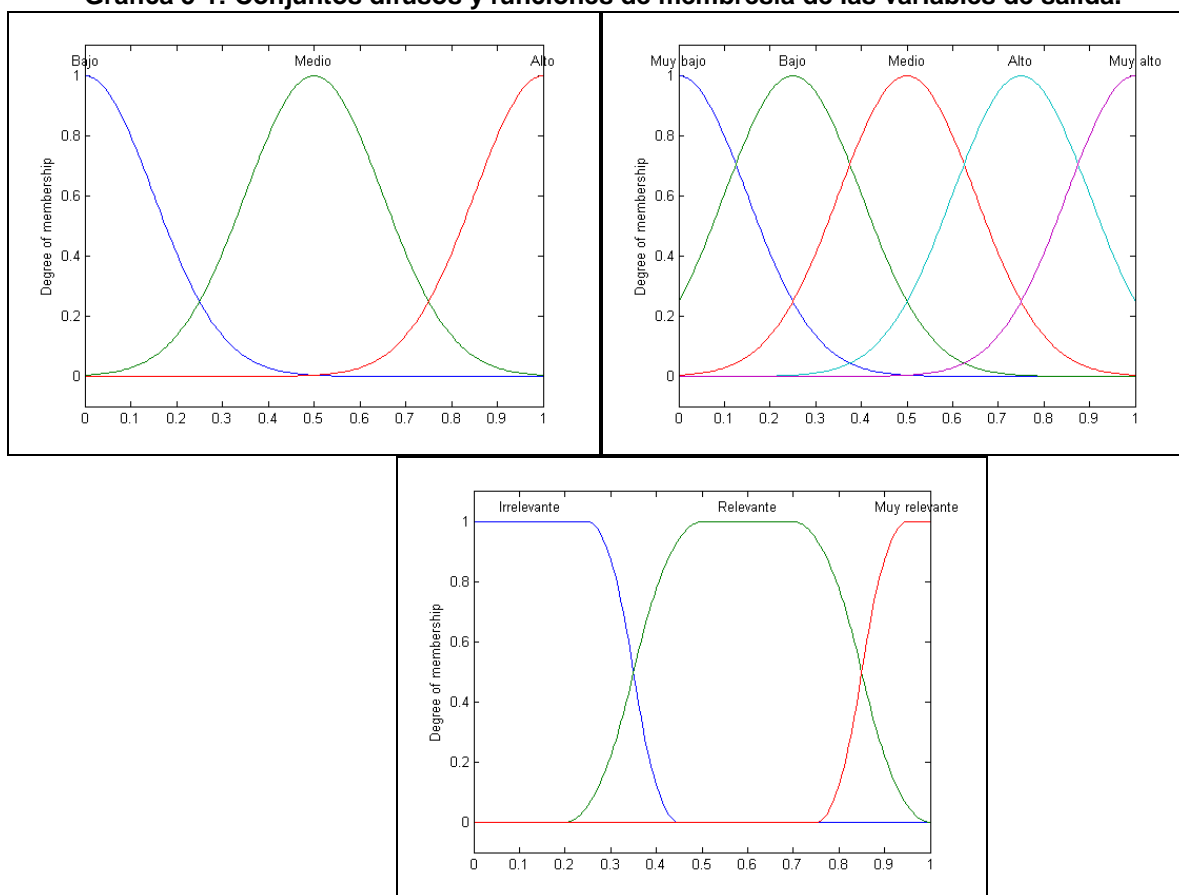 Gráfica 6-1. Conjuntos difusos y funciones de membresía de las variables de salida.
Bajo Medio Alto
1
0.8
0.6
0.4
0.2
0
Degree of membership
0 0.1 0.2 0.3 0.4 0.5 0.6 0.7 0.8 0.9 1
Muy bajo Bajo Medio Alto Muy alto
1
0.8
0.6
0.4
0.2
0
Degree of membership
0 0.1 0.2 0.3 0.4 0.5 0.6 0.7 0.8 0.9 1
Irrelevante Relevante Muy relevante
1
0.8
0.6
0.4
0.2
0
Degree of membership
0 0.1 0.2 0.3 0.4 0.5 0.6 0.7 0.8 0.9 1